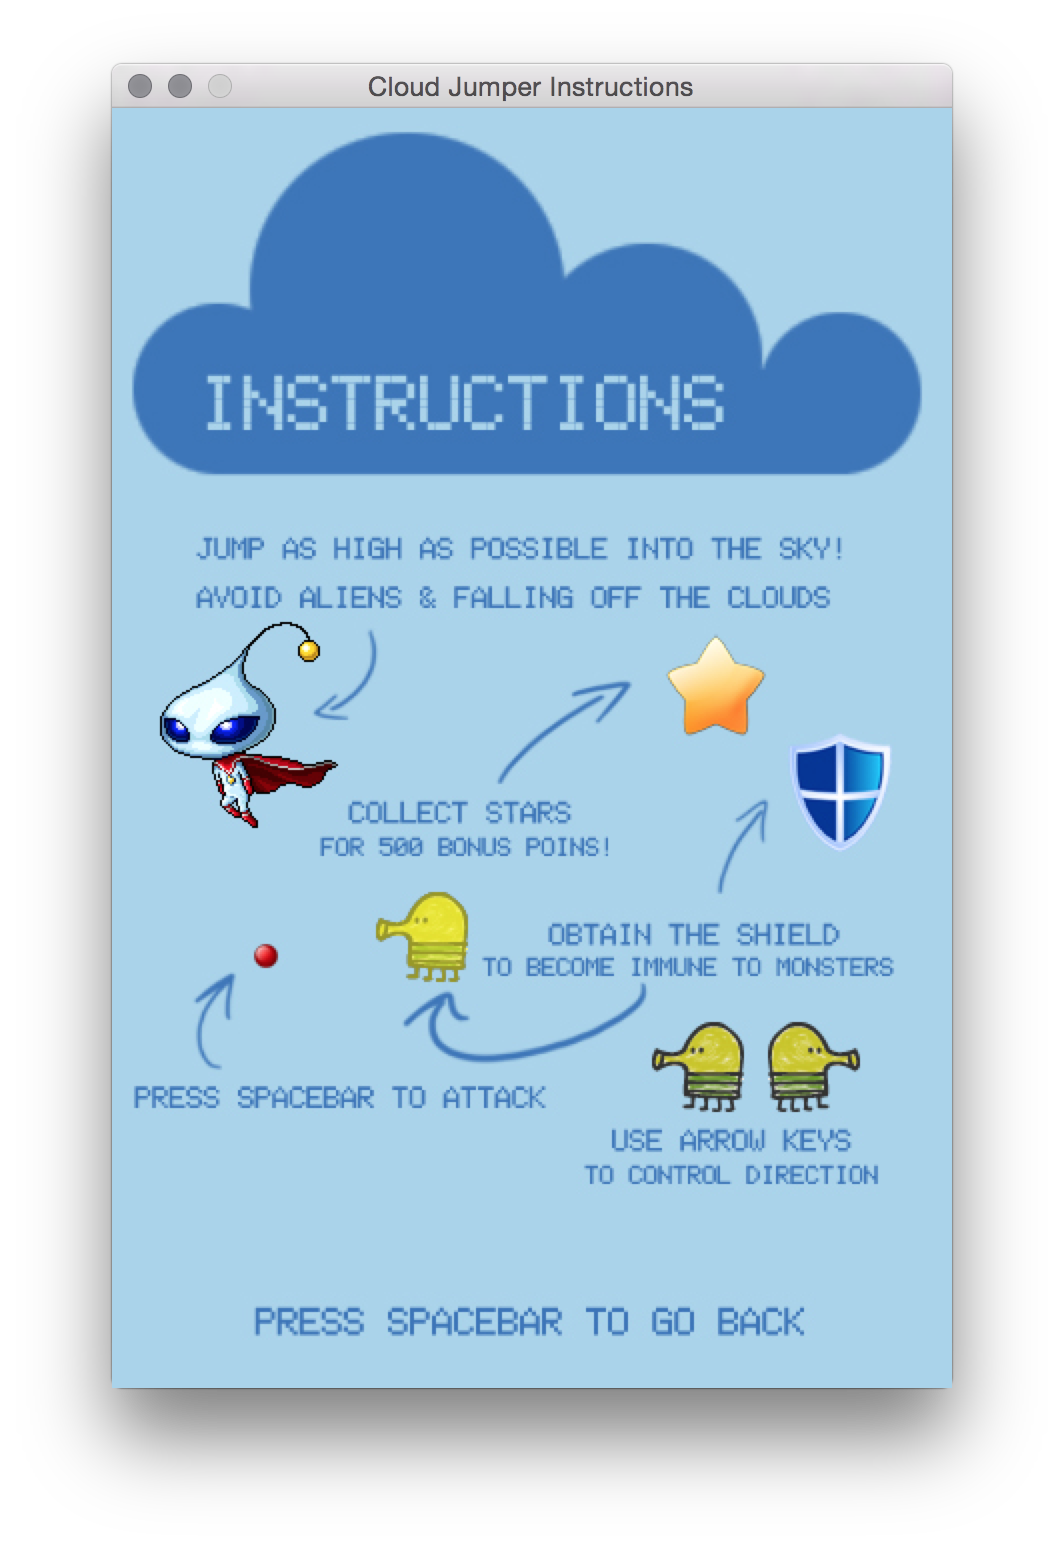 Cloud Jumper Instructions
INSTRUCTIONS
JUMP AS HIGH AS POSSIBLE INTO THE SKY!
AVOID ALIENS & FALLING OFF THE CLOUDS
COLLECT STARS
FOR 500 BONUS POINS!
OBTAIN THE SHIELD
TO BECOME IMMUNE TO MONSTERS
PRESS SPACEBAR TO ATTACK
USE ARROW KEYS
TO CONTROL DIRECTION
PRESS SPACEBAR TO GO BACK